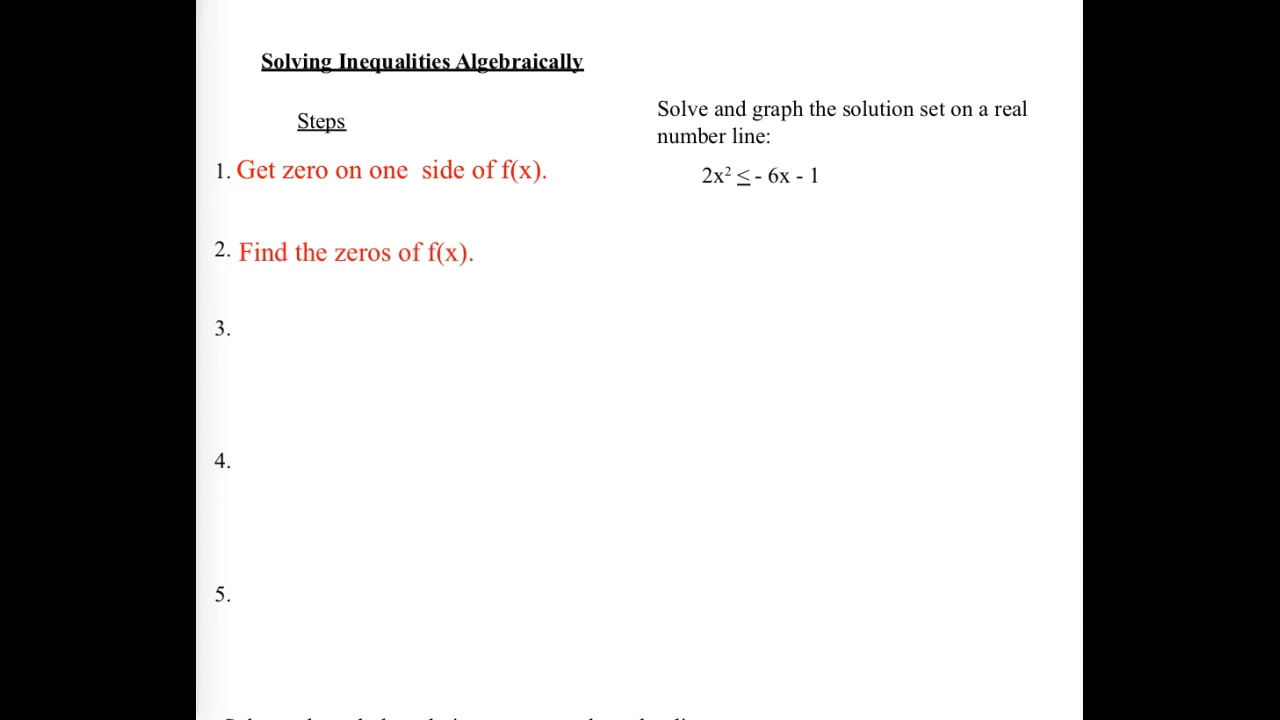 Solving Inequalities Algebraically
Steps
1. Get zero on one side of f(x).
2. Find the zeros of f(x).
3.
4.
5.
Solve and graph the solution set on a real
number line:
2x² ≤ - 6x - 1